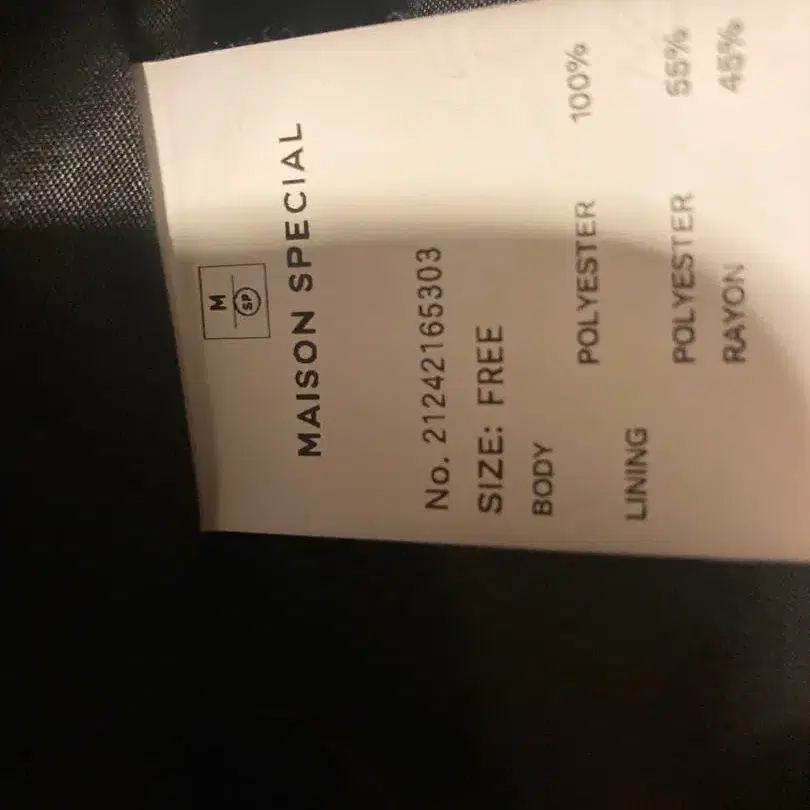 M
SP
MAISON SPECIAL
No. 21242165303
SIZE: FREE
BODY
POLYESTER 100%
LINING
POLYESTER 55%
RAYON 45%